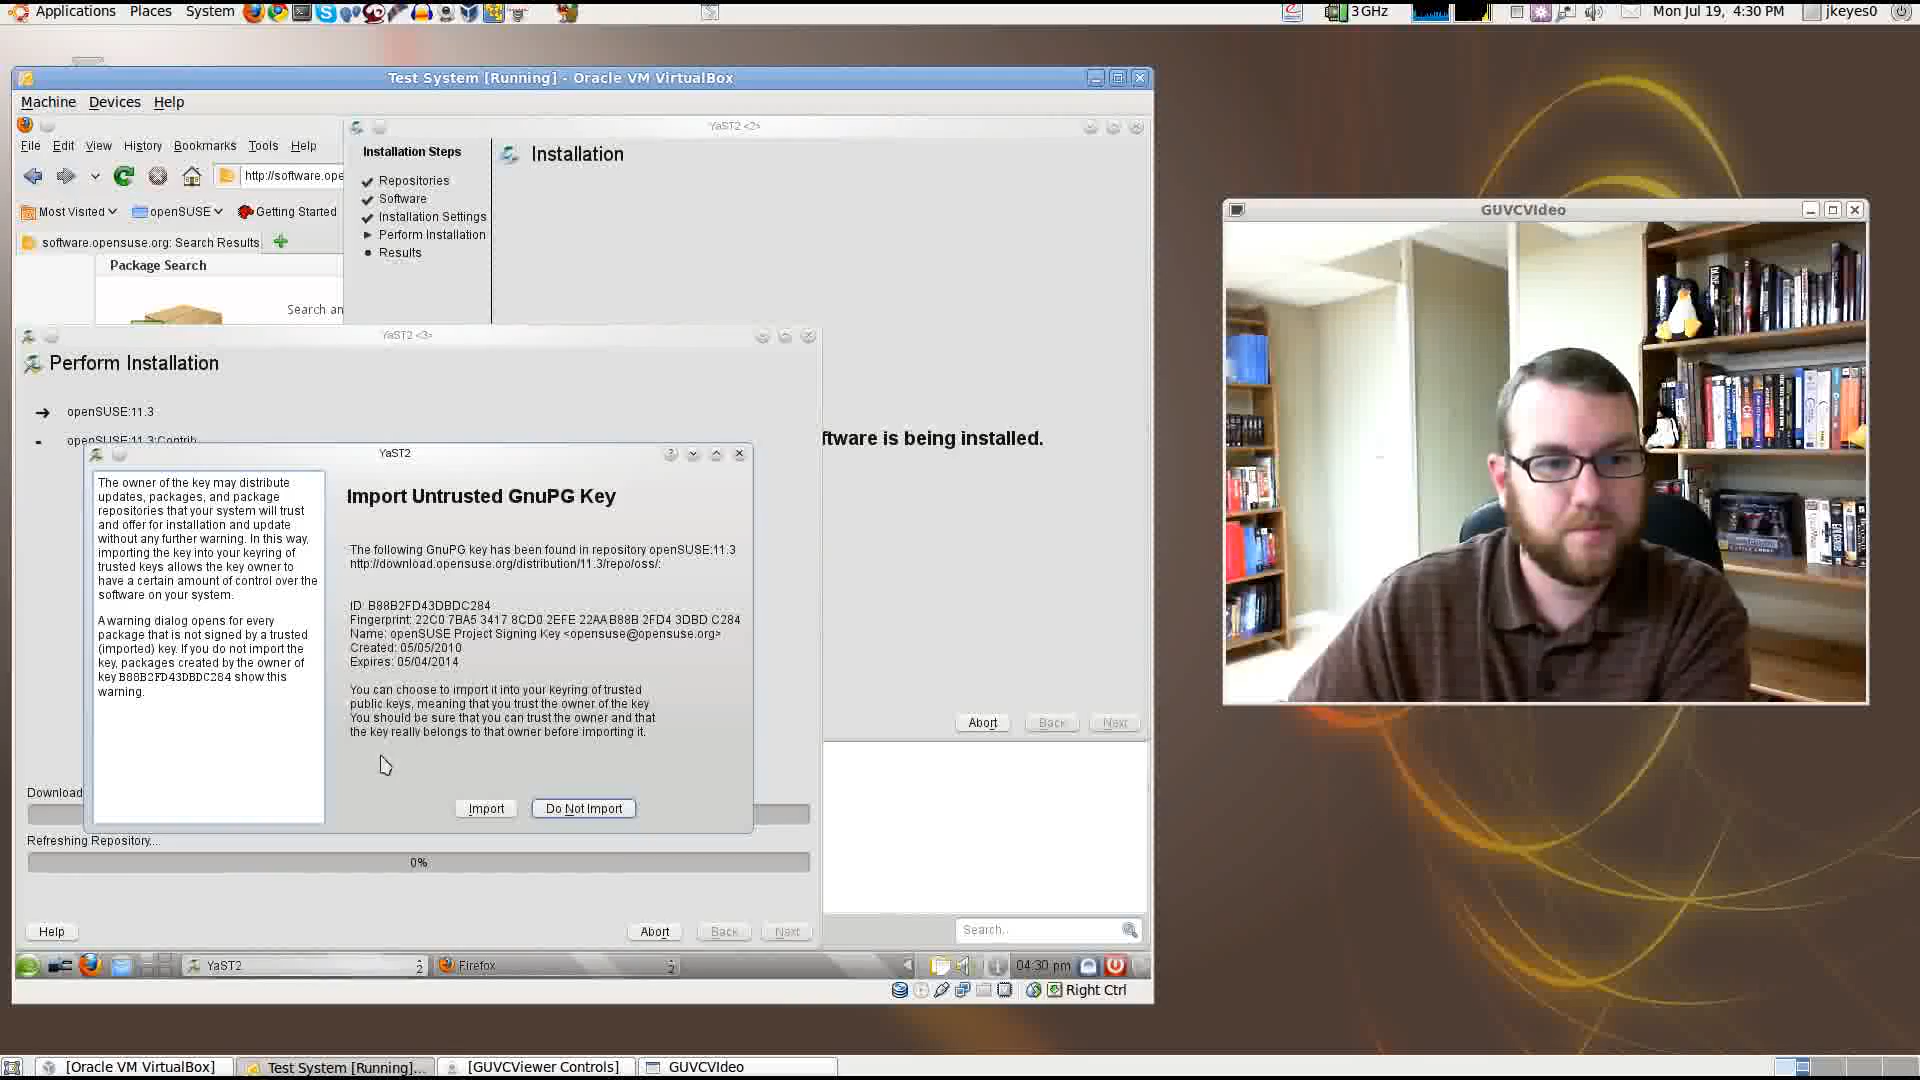 Applications Places System 3 GHz Mon Jul 19, 4:30 PM jkeyes0
Test System [Running] - Oracle VM VirtualBox
Machine Devices Help
File Edit View History Bookmarks Tools Help
http://software.ope
Most Visited openSUSE Getting Started
software.opensuse.org: Search Results
Package Search
Search an
YaST2 <2>
Installation Steps
Repositories
Software
Installation Settings
Perform Installation
Results
Installation
ftware is being installed.
Abort Back Next
YaST2 <3>
Perform Installation
openSUSE:11.3
openSUSE:11.3:Contrib
YaST2
The owner of the key may distribute
updates, packages, and package
repositories that your system will trust
and offer for installation and update
without any further warning. In this way,
importing the key into your keyring of
trusted keys allows the key owner to
have a certain amount of control over the
software on your system.
A warning dialog opens for every
package that is not signed by a trusted
(imported) key. If you do not import the
key, packages created by the owner of
key B88B2FD43DBDC284 show this
warning.
Import Untrusted GnuPG Key
The following GnuPG key has been found in repository openSUSE:11.3
http://download.opensuse.org/distribution/11.3/repo/oss/:
ID: B88B2FD43DBDC284
Fingerprint: 22C0 7BA5 3417 8CD0 2EFE 22AA B88B 2FD4 3DBD C284
Name: openSUSE Project Signing Key <opensuse@opensuse.org>
Created: 05/05/2010
Expires: 05/04/2014
You can choose to import it into your keyring of trusted
public keys, meaning that you trust the owner of the key
You should be sure that you can trust the owner and that
the key really belongs to that owner before importing it.
Import Do Not Import
Download
Refreshing Repository...
0%
Help Abort Back Next
Search..
YaST2 2 Firefox 2 04:30 pm
Right Ctrl
GUVCVIdeo
[Oracle VM VirtualBox] Test System [Running]... [GUVCViewer Controls] GUVCVIdeo